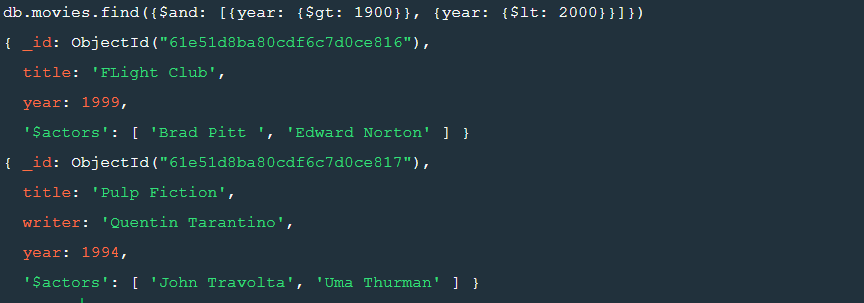 db.movies.find({$and: [{year: {$gt: 1900}}, {year: {$lt: 2000}}]})
{ _id: ObjectId("61e51d8ba80cdf6c7d0ce816"),
title: 'FLight Club',
year: 1999,
'$actors': [ 'Brad Pitt ', 'Edward Norton' ] }
{ _id: ObjectId("61e51d8ba80cdf6c7d0ce817"),
title: 'Pulp Fiction',
writer: 'Quentin Tarantino',
year: 1994,
'$actors': [ 'John Travolta', 'Uma Thurman' ] }